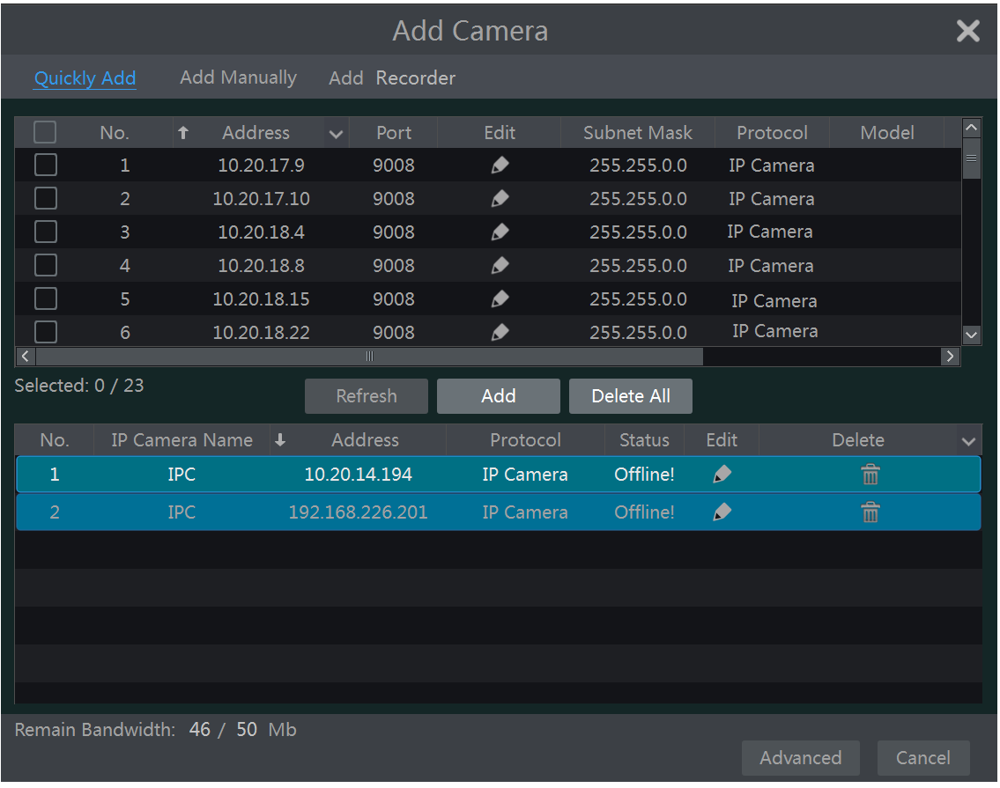 Add Camera
Quickly Add Add Manually Add Recorder
No. Address Port Edit Subnet Mask Protocol Model
1 10.20.17.9 9008 255.255.0.0 IP Camera
2 10.20.17.10 9008 255.255.0.0 IP Camera
3 10.20.18.4 9008 255.255.0.0 IP Camera
4 10.20.18.8 9008 255.255.0.0 IP Camera
5 10.20.18.15 9008 255.255.0.0 IP Camera
6 10.20.18.22 9008 255.255.0.0 IP Camera
Selected: 0 / 23
Refresh Add Delete All
No. IP Camera Name Address Protocol Status Edit Delete
1 IPC 10.20.14.194 IP Camera Offline!
2 IPC 192.168.226.201 IP Camera Offline!
Remain Bandwidth: 46 / 50 Mb
Advanced Cancel